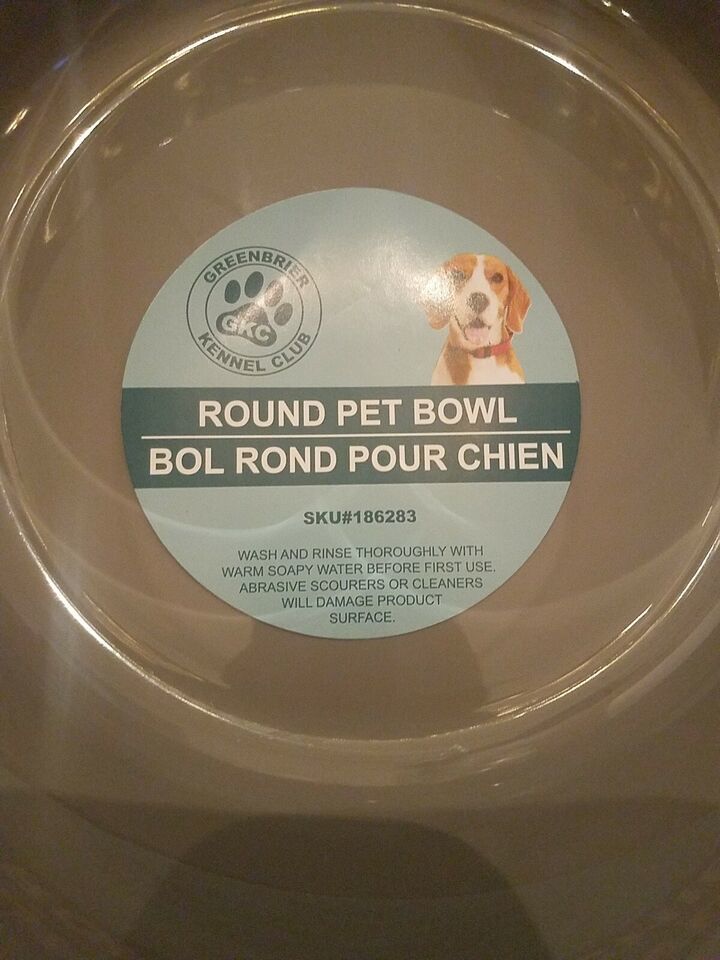 GREENBRIER
GKC
KENNEL CLUB
ROUND PET BOWL
BOL ROND POUR CHIEN
SKU#186283
WASH AND RINSE THOROUGHLY WITH
WARM SOAPY WATER BEFORE FIRST USE.
ABRASIVE SCOURERS OR CLEANERS
WILL DAMAGE PRODUCT
SURFACE.